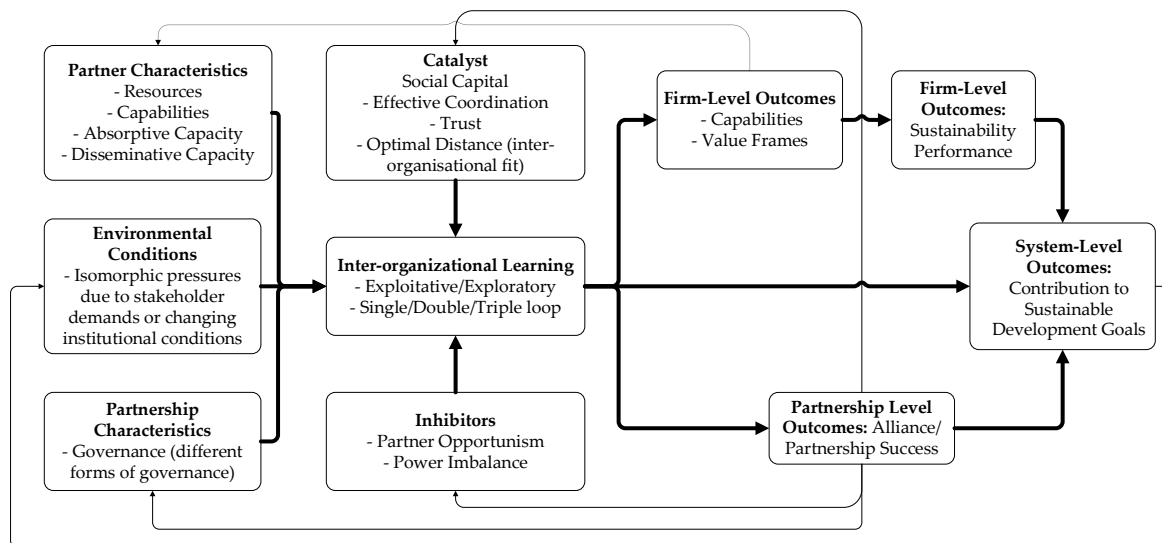 Partner Characteristics
- Resources
- Capabilities
- Absorptive Capacity
- Disseminative Capacity
Environmental
Conditions
- Isomorphic pressures
due to stakeholder
demands or changing
institutional conditions
Partnership
Characteristics
- Governance (different
forms of governance)
Catalyst
Social Capital
- Effective Coordination
- Trust
- Optimal Distance (inter-
organisational fit)
Inter-organizational Learning
- Exploitative/Exploratory
- Single/Double/Triple loop
Inhibitors
- Partner Opportunism
- Power Imbalance
Firm-Level Outcomes
- Capabilities
- Value Frames
Firm-Level
Outcomes:
Sustainability
Performance
System-Level
Outcomes:
Contribution to
Sustainable
Development Goals
Partnership Level
Outcomes: Alliance/
Partnership Success